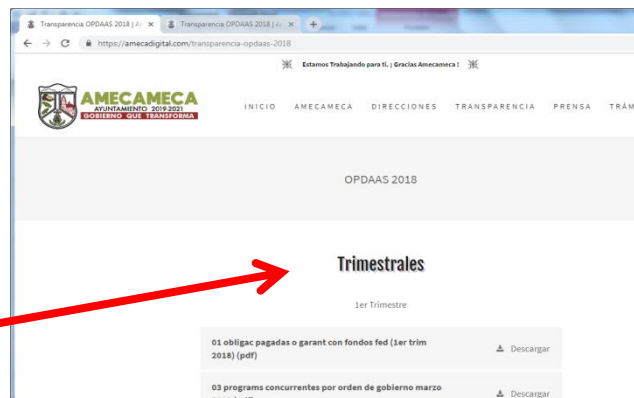 Transparencia OPDAAS 2018 | A
Transparencia OPDAAS 2018 |
https://amecadigital.com/transparencia-opdaas-2018
Estamos Trabajando para ti. ¡ Gracias Amecameca !
AMECAMECA
AYUNTAMIENTO 2019-2021
GOBIERNO QUE TRANSFORMA
INICIO AMECAMECA DIRECCIONES TRANSPARENCIA PRENSA TRÁM
OPDAAS 2018
Trimestrales
1er Trimestre
01 obligac pagadas o garant con fondos fed (1er trim
2018) (pdf)
Descargar
03 programs concurrentes por orden de gobierno marzo
Descargar